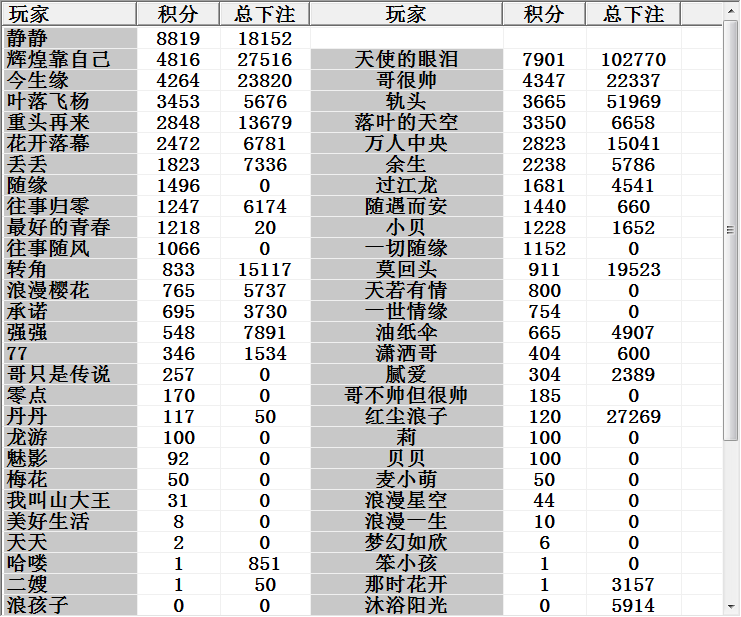 玩家 积分 总下注 玩家 积分 总下注
静静 8819 18152
辉煌靠自己 4816 27516 天使的眼泪 7901 102770
今生缘 4264 23820 哥很帅 4347 22337
叶落飞杨 3453 5676 轨头 3665 51969
重头再来 2848 13679 落叶的天空 3350 6658
花开落幕 2472 6781 万人中央 2823 15041
丢丢 1823 7336 余生 2238 5786
随缘 1496 0 过江龙 1681 4541
往事归零 1247 6174 随遇而安 1440 660
最好的青春 1218 20 小贝 1228 1652
往事随风 1066 0 一切随缘 1152 0
转角 833 15117 莫回头 911 19523
浪漫樱花 765 5737 天若有情 800 0
承诺 695 3730 一世情缘 754 0
强强 548 7891 油纸伞 665 4907
77 346 1534 潇洒哥 404 600
哥只是传说 257 0 腻爱 304 2389
零点 170 0 哥不帅但很帅 185 0
丹丹 117 50 红尘浪子 120 27269
龙游 100 0 莉 100 0
魅影 92 0 贝贝 100 0
梅花 50 0 麦小萌 50 0
我叫山大王 31 0 浪漫星空 44 0
美好生活 8 0 浪漫一生 10 0
天天 2 0 梦幻如欣 6 0
哈喽 1 851 笨小孩 1 0
二嫂 1 50 那时花开 1 3157
浪孩子 0 0 沐浴阳光 0 5914